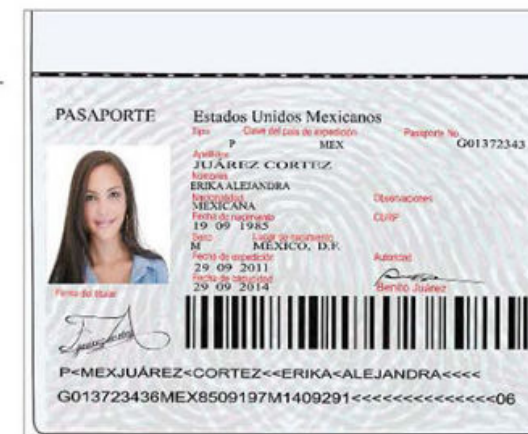 PASAPORTE
Estados Unidos Mexicanos
Tipo Clave del país de expedición Pasaporte No.
P MEX G01372343
Apellidos
JUÁREZ CORTEZ
Nombres
ERIKA ALEJANDRA
Nacionalidad Observaciones
MEXICANA
Fecha de nacimiento CURP
19 09 1985
Sexo Lugar de nacimiento
M MÉXICO, D.F.
Fecha de expedición Autoridad
29 09 2011
Fecha de caducidad
29 09 2014 Benito Juárez
Firma del titular
P<MEXJUÁREZ<CORTEZ<<ERIKA<ALEJANDRA<<<<
G013723436MEX8509197M1409291<<<<<<<<<<<<<<06